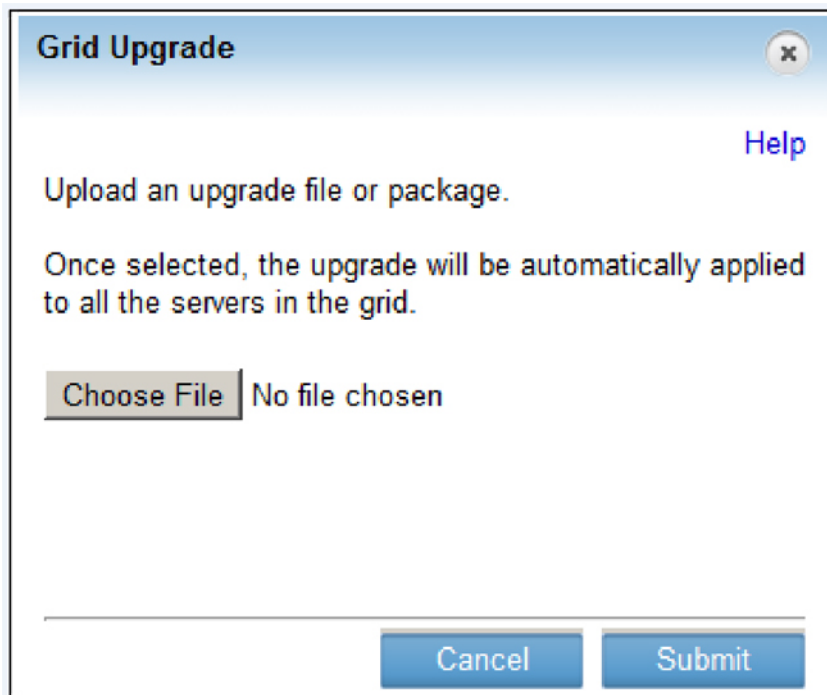 Grid Upgrade
Help
Upload an upgrade file or package.
Once selected, the upgrade will be automatically applied
to all the servers in the grid.
Choose File No file chosen
Cancel Submit